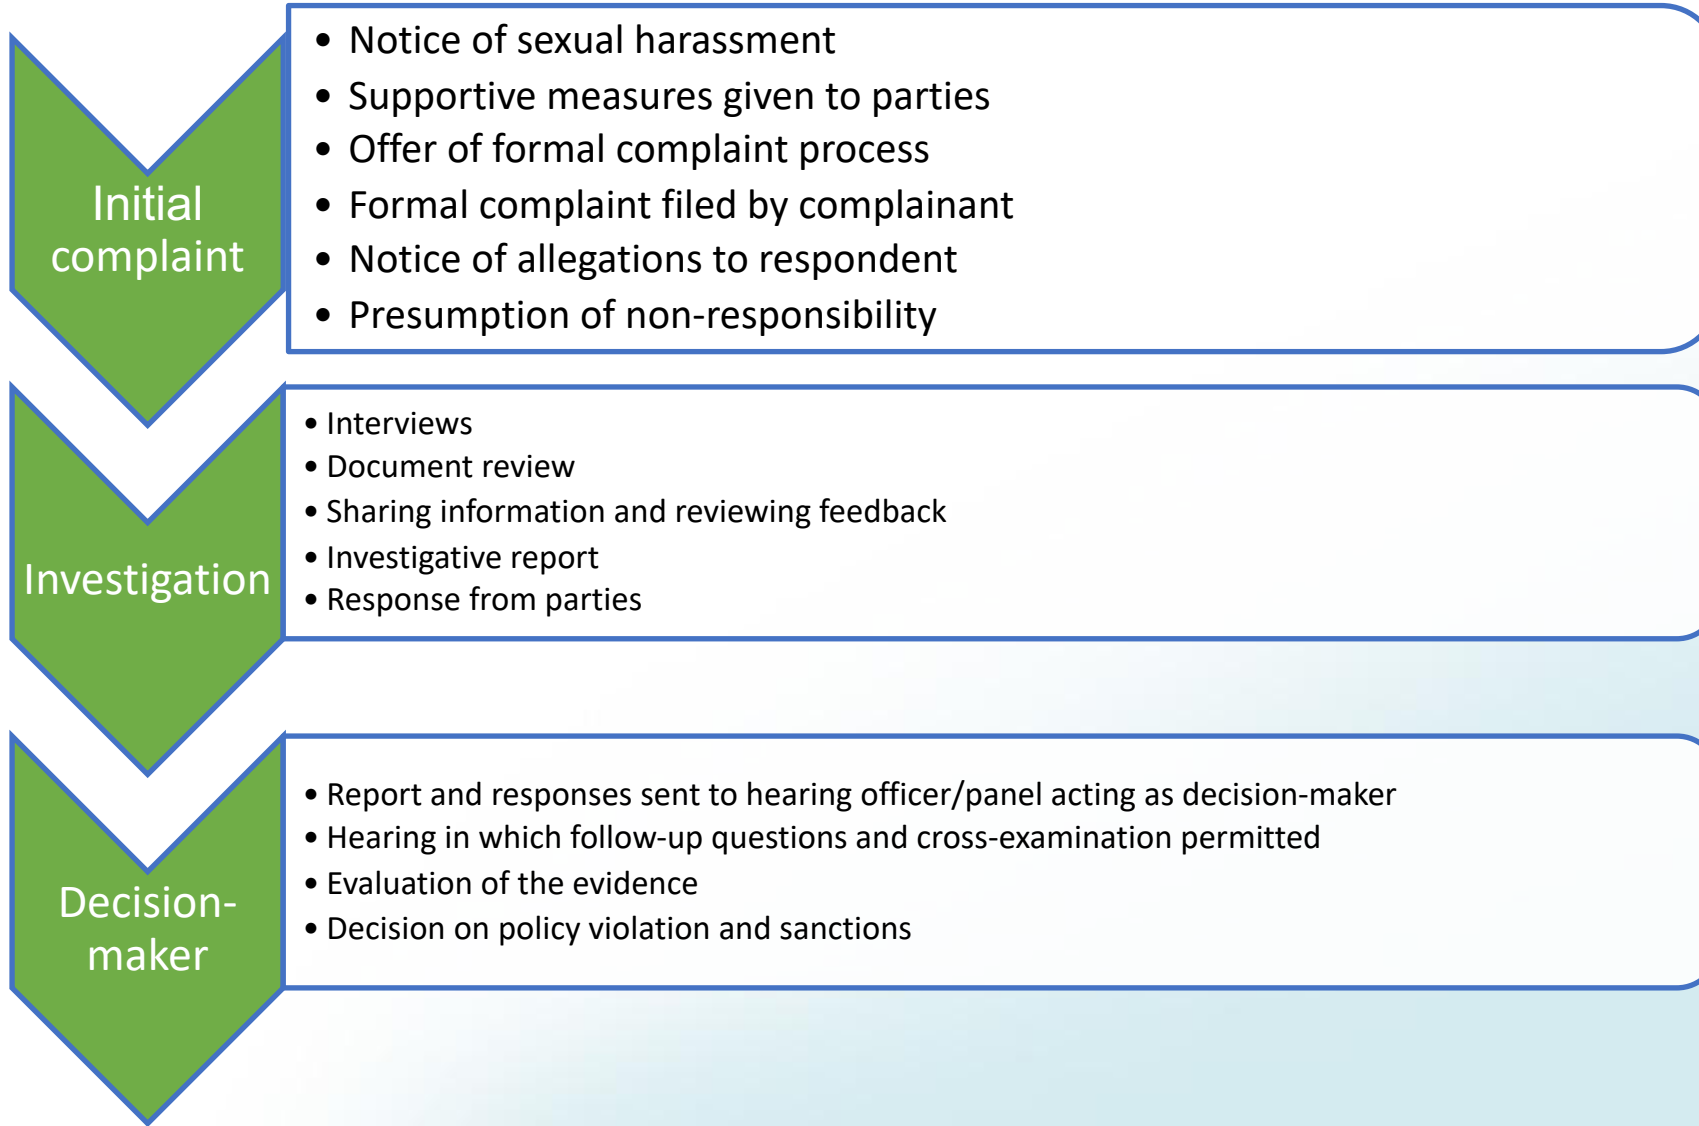 Initial
complaint
• Notice of sexual harassment
• Supportive measures given to parties
• Offer of formal complaint process
• Formal complaint filed by complainant
• Notice of allegations to respondent
• Presumption of non-responsibility
Investigation
• Interviews
• Document review
• Sharing information and reviewing feedback
• Investigative report
• Response from parties
Decision-
maker
• Report and responses sent to hearing officer/panel acting as decision-maker
• Hearing in which follow-up questions and cross-examination permitted
• Evaluation of the evidence
• Decision on policy violation and sanctions